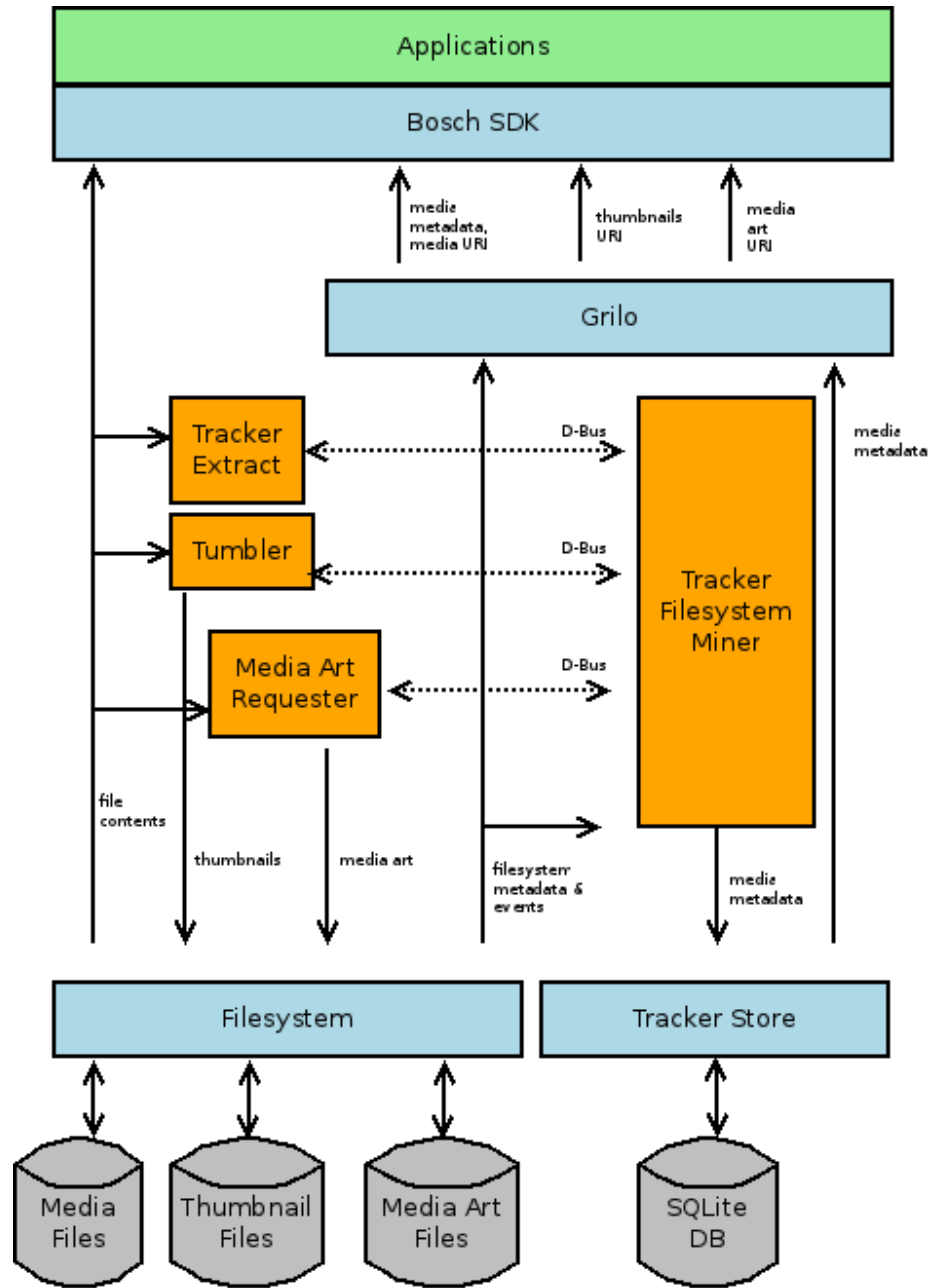 Applications
Bosch SDK
media
metadata,
media URI
thumbnails
URI
media
art
URI
Grilo
Tracker
Extract
D-Bus
media
metadata
Tumbler
D-Bus
Tracker
Filesystem
Miner
Media Art
Requester
D-Bus
file
contents
thumbnails
media art
filesystem
metadata &
events
media
metadata
Filesystem
Tracker Store
Media
Files
Thumbnail
Files
Media Art
Files
SQLite
DB